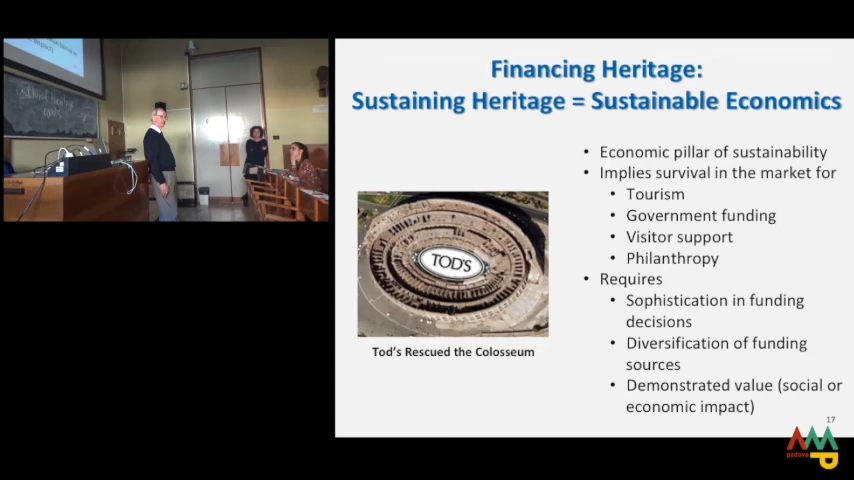 Financing Heritage:
Sustaining Heritage = Sustainable Economics
• Economic pillar of sustainability
• Implies survival in the market for
• Tourism
• Government funding
• Visitor support
• Philanthropy
• Requires
• Sophistication in funding
decisions
• Diversification of funding
sources
• Demonstrated value (social or
economic impact)
TOD'S
Tod's Rescued the Colosseum
17
padova